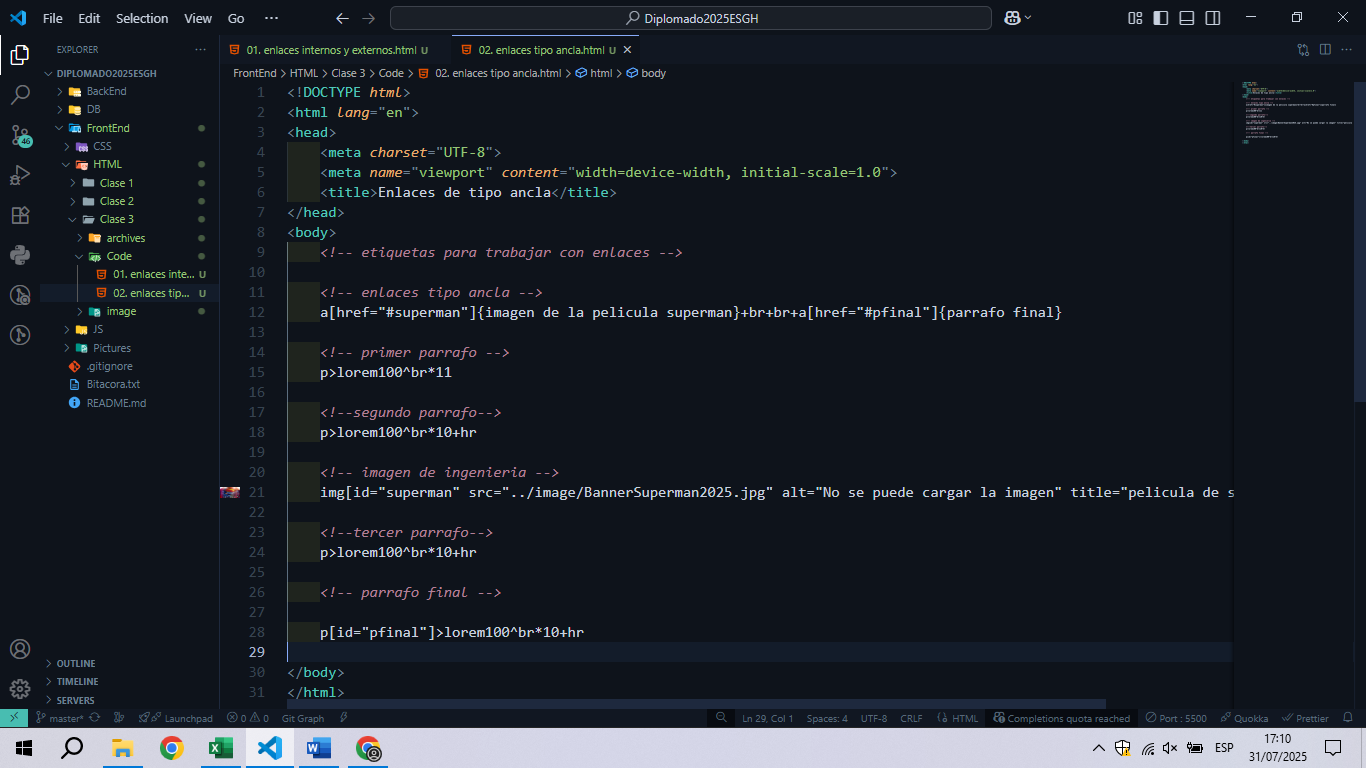 File Edit Selection View Go ··· Diplomado2025ESGH
EXPLORER ···
01. enlaces internos y externos.html U
02. enlaces tipo ancla.html U
FrontEnd > HTML > Clase 3 > Code > 02. enlaces tipo ancla.html > html > body
DIPLOMADO2025ESGH
BackEnd
DB
FrontEnd
CSS
HTML
Clase 1
Clase 2
Clase 3
archives
Code
01. enlaces inte... U
02. enlaces tip... U
image
JS
Pictures
.gitignore
Bitacora.txt
README.md
46
OUTLINE
TIMELINE
SERVERS
1 <!DOCTYPE html>
2 <html lang="en">
3 <head>
4 <meta charset="UTF-8">
5 <meta name="viewport" content="width=device-width, initial-scale=1.0">
6 <title>Enlaces de tipo ancla</title>
7 </head>
8 <body>
9 <!-- etiquetas para trabajar con enlaces -->
10
11 <!-- enlaces tipo ancla -->
12 a[href="#superman"]{imagen de la pelicula superman}+br+br+a[href="#pfinal"]{parrafo final}
13
14 <!-- primer parrafo -->
15 p>lorem100^br*11
16
17 <!--segundo parrafo-->
18 p>lorem100^br*10+hr
19
20 <!-- imagen de ingenieria -->
21 img[id="superman" src="../image/BannerSuperman2025.jpg" alt="No se puede cargar la imagen" title="pelicula de s
22
23 <!--tercer parrafo-->
24 p>lorem100^br*10+hr
25
26 <!-- parrafo final -->
27
28 p[id="pfinal"]>lorem100^br*10+hr
29
30 </body>
31 </html>
master* Launchpad 0 0 Git Graph Ln 29, Col 1 Spaces: 4 UTF-8 CRLF HTML Completions quota reached Port : 5500 Quokka Prettier
ESP
17:10
31/07/2025